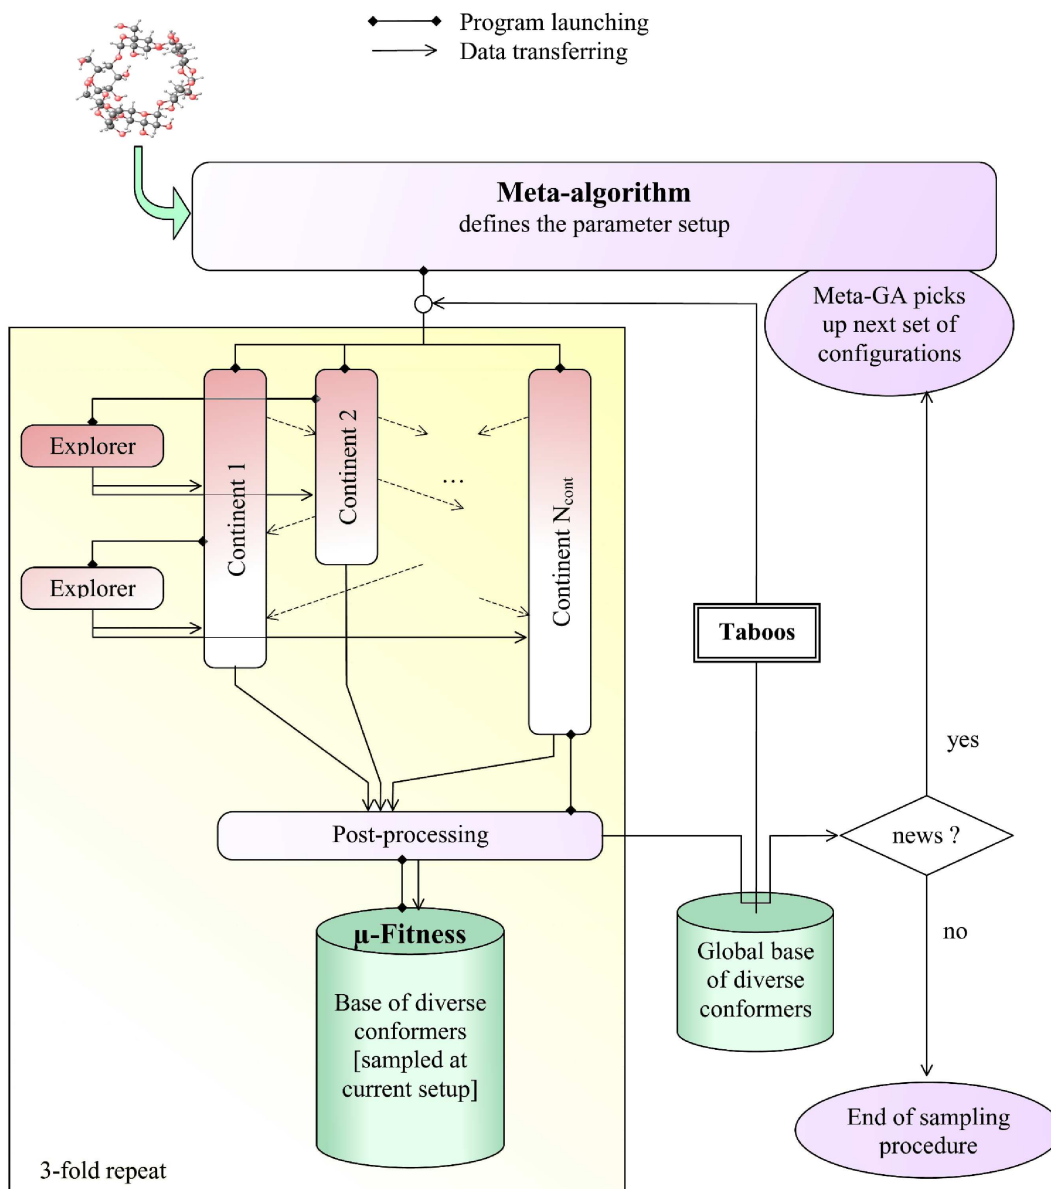 Program launching
Data transferring
Meta-algorithm
defines the parameter setup
Meta-GA picks
up next set of
configurations
Explorer
Explorer
Continent 1
Continent 2
...
Continent Ncont
Taboos
yes
news ?
no
Post-processing
μ-Fitness
Base of diverse
conformers
[sampled at
current setup]
Global base
of diverse
conformers
End of sampling
procedure
3-fold repeat